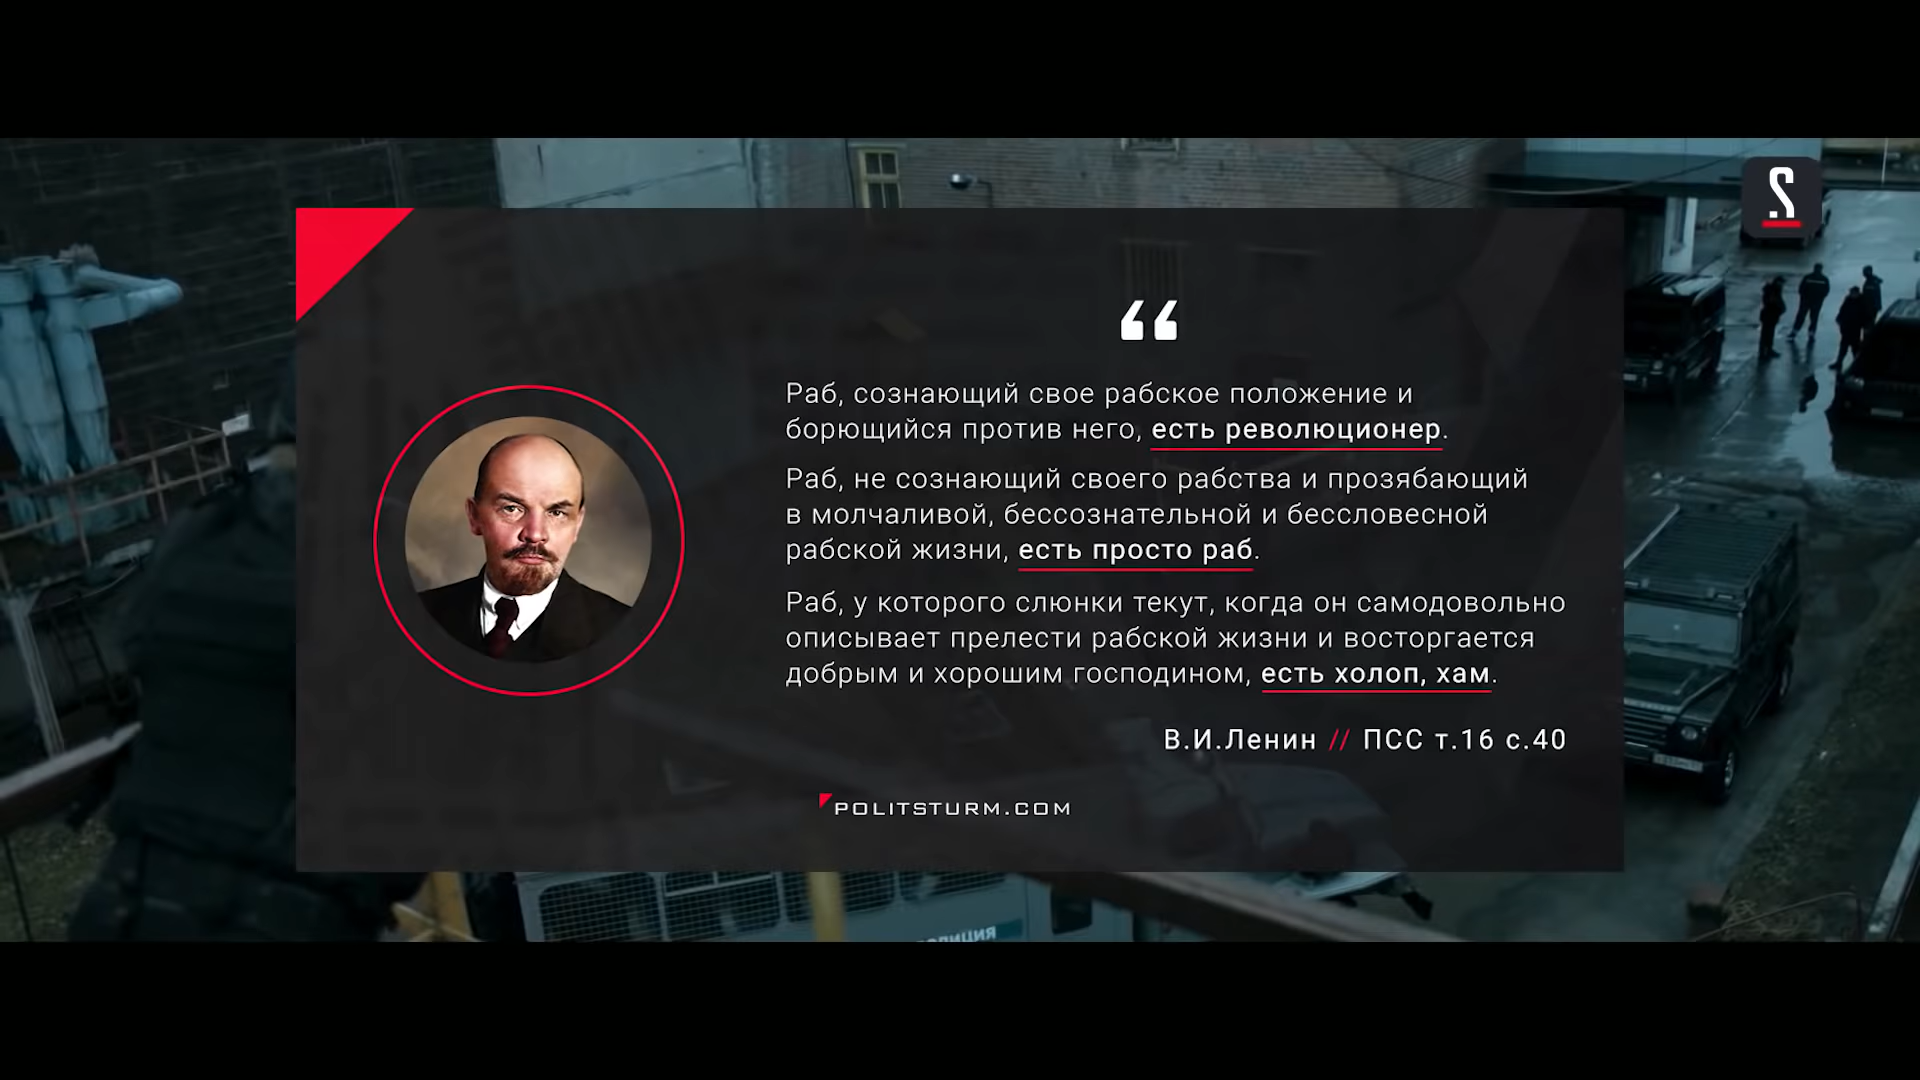 “
Раб, сознающий свое рабское положение и
борющийся против него, есть революционер.
Раб, не сознающий своего рабства и прозябающий
в молчаливой, бессознательной и бессловесной
рабской жизни, есть просто раб.
Раб, у которого слюнки текут, когда он самодовольно
описывает прелести рабской жизни и восторгается
добрым и хорошим господином, есть холоп, хам.
В.И.Ленин // ПСС т.16 с.40
POLITSTURM.COM